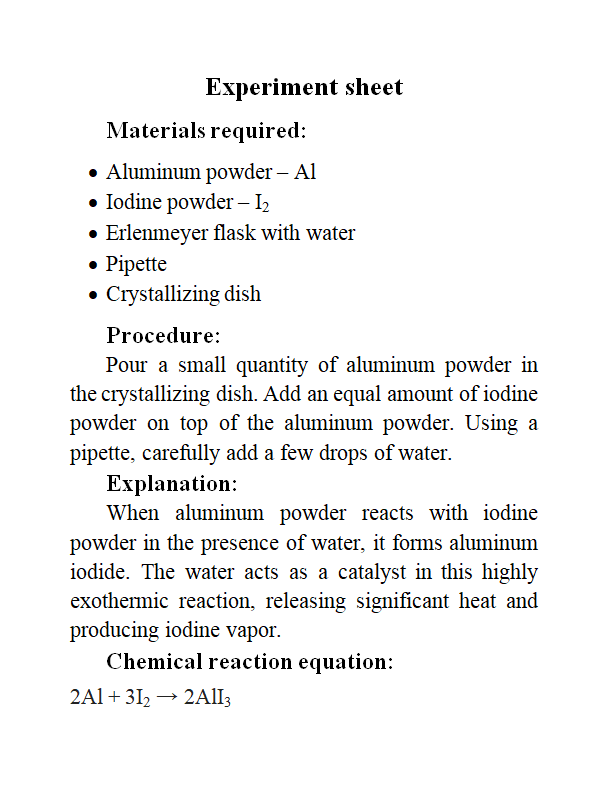 Experiment sheet
Materials required:
• Aluminum powder – Al
• Iodine powder – I₂
• Erlenmeyer flask with water
• Pipette
• Crystallizing dish
Procedure:
Pour a small quantity of aluminum powder in
the crystallizing dish. Add an equal amount of iodine
powder on top of the aluminum powder. Using a
pipette, carefully add a few drops of water.
Explanation:
When aluminum powder reacts with iodine
powder in the presence of water, it forms aluminum
iodide. The water acts as a catalyst in this highly
exothermic reaction, releasing significant heat and
producing iodine vapor.
Chemical reaction equation:
2Al + 3I₂ → 2AlI₃